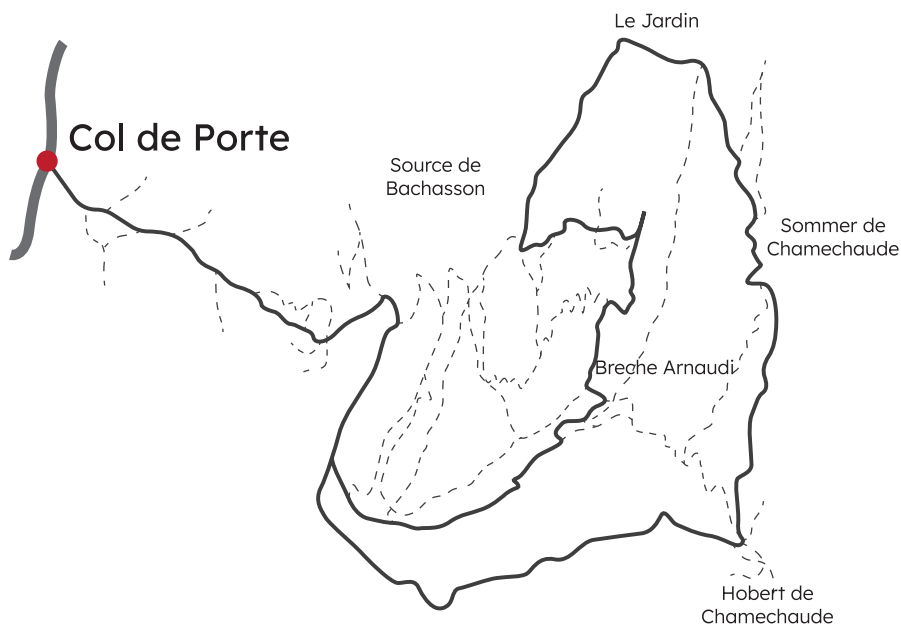 Le Jardin
Col de Porte
Source de
Bachasson
Sommer de
Chamechaude
Breche Arnaudi
Hobert de
Chamechaude